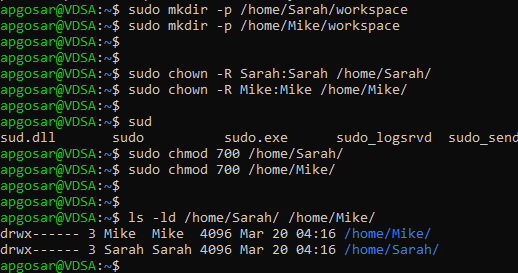 apgosar@VDSA:~$ sudo mkdir -p /home/Sarah/workspace
apgosar@VDSA:~$ sudo mkdir -p /home/Mike/workspace
apgosar@VDSA:~$
apgosar@VDSA:~$
apgosar@VDSA:~$ sudo chown -R Sarah:Sarah /home/Sarah/
apgosar@VDSA:~$ sudo chown -R Mike:Mike /home/Mike/
apgosar@VDSA:~$
apgosar@VDSA:~$ sud
sud.dll       sudo          sudo.exe      sudo_logsrvd  sudo_send
apgosar@VDSA:~$ sudo chmod 700 /home/Sarah/
apgosar@VDSA:~$ sudo chmod 700 /home/Mike/
apgosar@VDSA:~$
apgosar@VDSA:~$
apgosar@VDSA:~$ ls -ld /home/Sarah/ /home/Mike/
drwx------ 3 Mike  Mike  4096 Mar 20 04:16 /home/Mike/
drwx------ 3 Sarah Sarah 4096 Mar 20 04:16 /home/Sarah/
apgosar@VDSA:~$